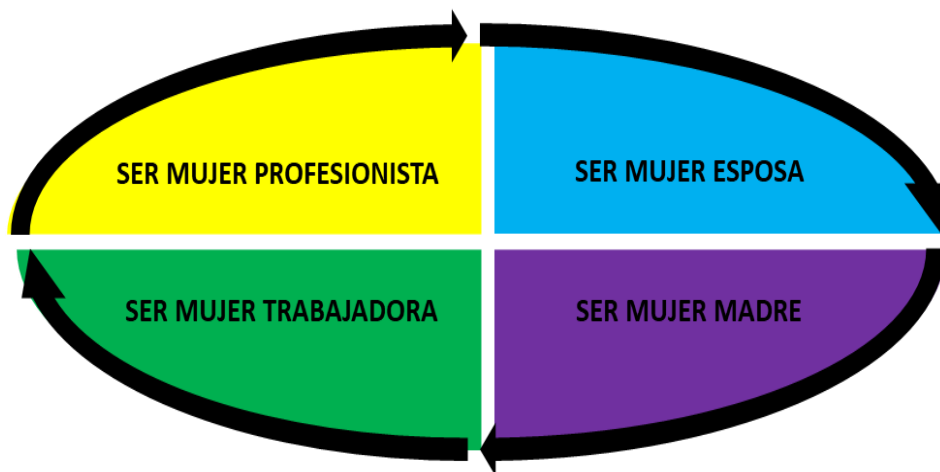 SER MUJER PROFESIONISTA
SER MUJER ESPOSA
SER MUJER TRABAJADORA
SER MUJER MADRE